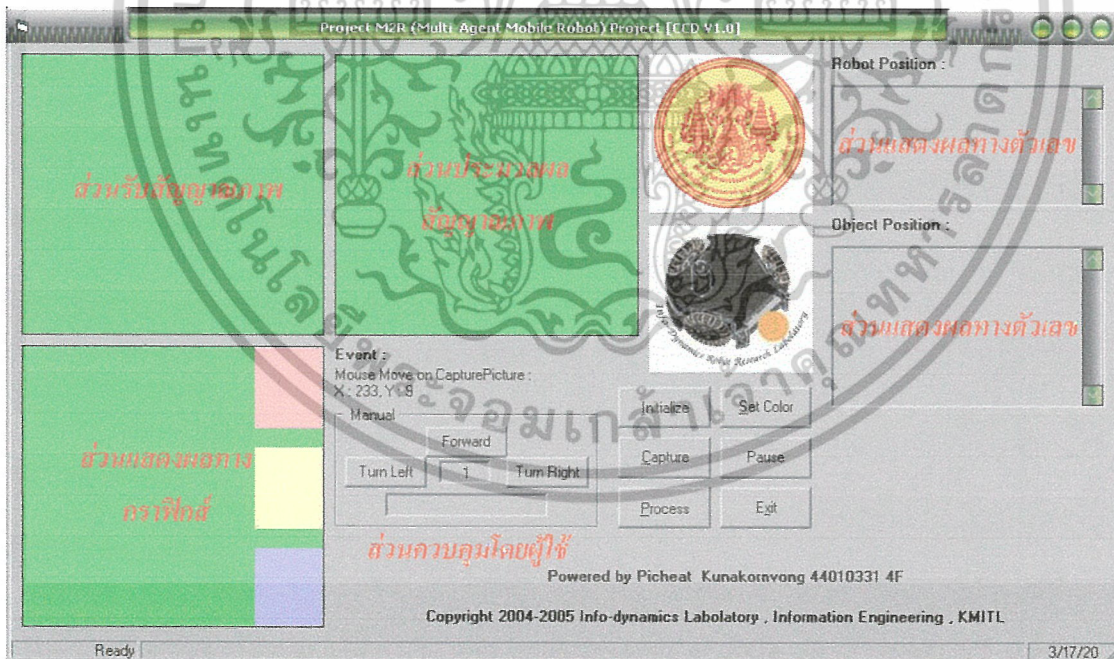 Project M2R (Multi-Agent Mobile Robot) Project [CCD V1.0]
ส่วนรับสัญญาณภาพ
ส่วนประมวลผล
สัญญาณภาพ
Robot Position :
ส่วนแสดงผลทางตัวเลข
Object Position :
ส่วนแสดงผลทางตัวเลข
Info-Dynamics Robot Research Labolatory
ส่วนแสดงผลทาง
กราฟิกส์
Event :
Mouse Move on CapturePicture :
X : 233, Y : 9
Manual
Forward
Turn Left
1
Turn Right
Initialize
Set Color
Capture
Pause
Process
Exit
ส่วนควบคุมโดยผู้ใช้
Powered by Picheat Kunakornvong 44010331 4F
Copyright 2004-2005 Info-dynamics Labolatory , Information Engineering , KMITL
Ready
3/17/20